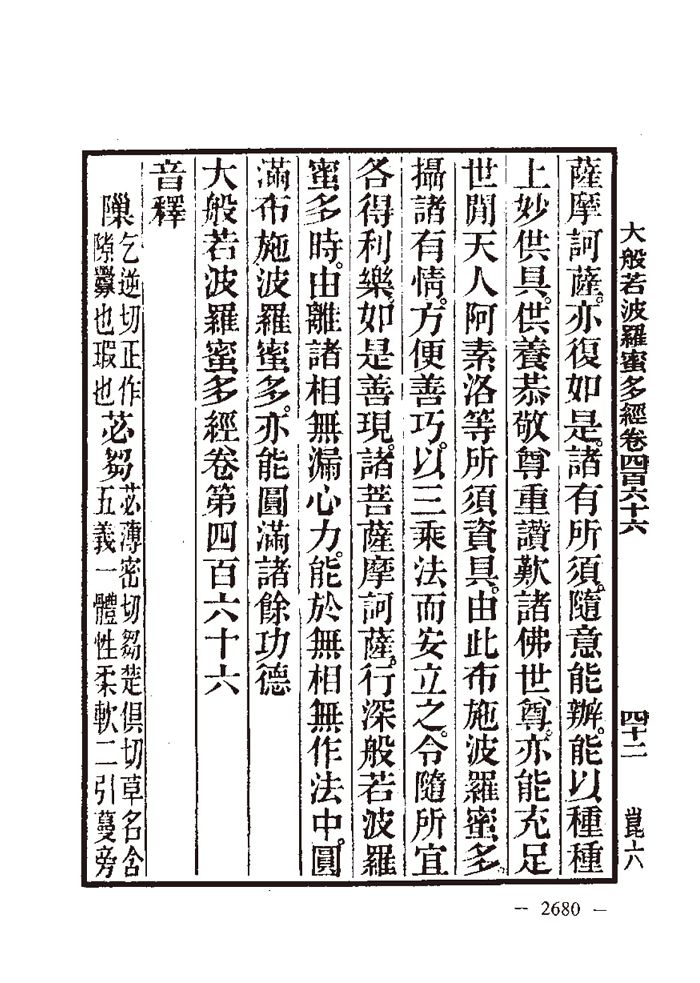 大般若波羅蜜多經卷四百六十六 四十二 崑六
薩摩訶薩。亦復如是。諸有所須。隨意能辦。能以種種
上妙供具。供養恭敬尊重讚歎諸佛世尊。亦能充足
世間天人阿素洛等所須資具。由此布施波羅蜜多。
攝諸有情。方便善巧。以三乘法而安立之。令隨所宜
各得利樂。如是善現。諸菩薩摩訶薩。行深般若波羅
蜜多時。由離諸相無漏心力。能於無相無作法中。圓
滿布施波羅蜜多。亦能圓滿諸餘功德
大般若波羅蜜多經卷第四百六十六
音釋
隟乞逆切正作隙釁也瑕也苾芻苾薄密切芻楚俱切草名含五義一體性柔軟二引蔓旁
— 2680 —